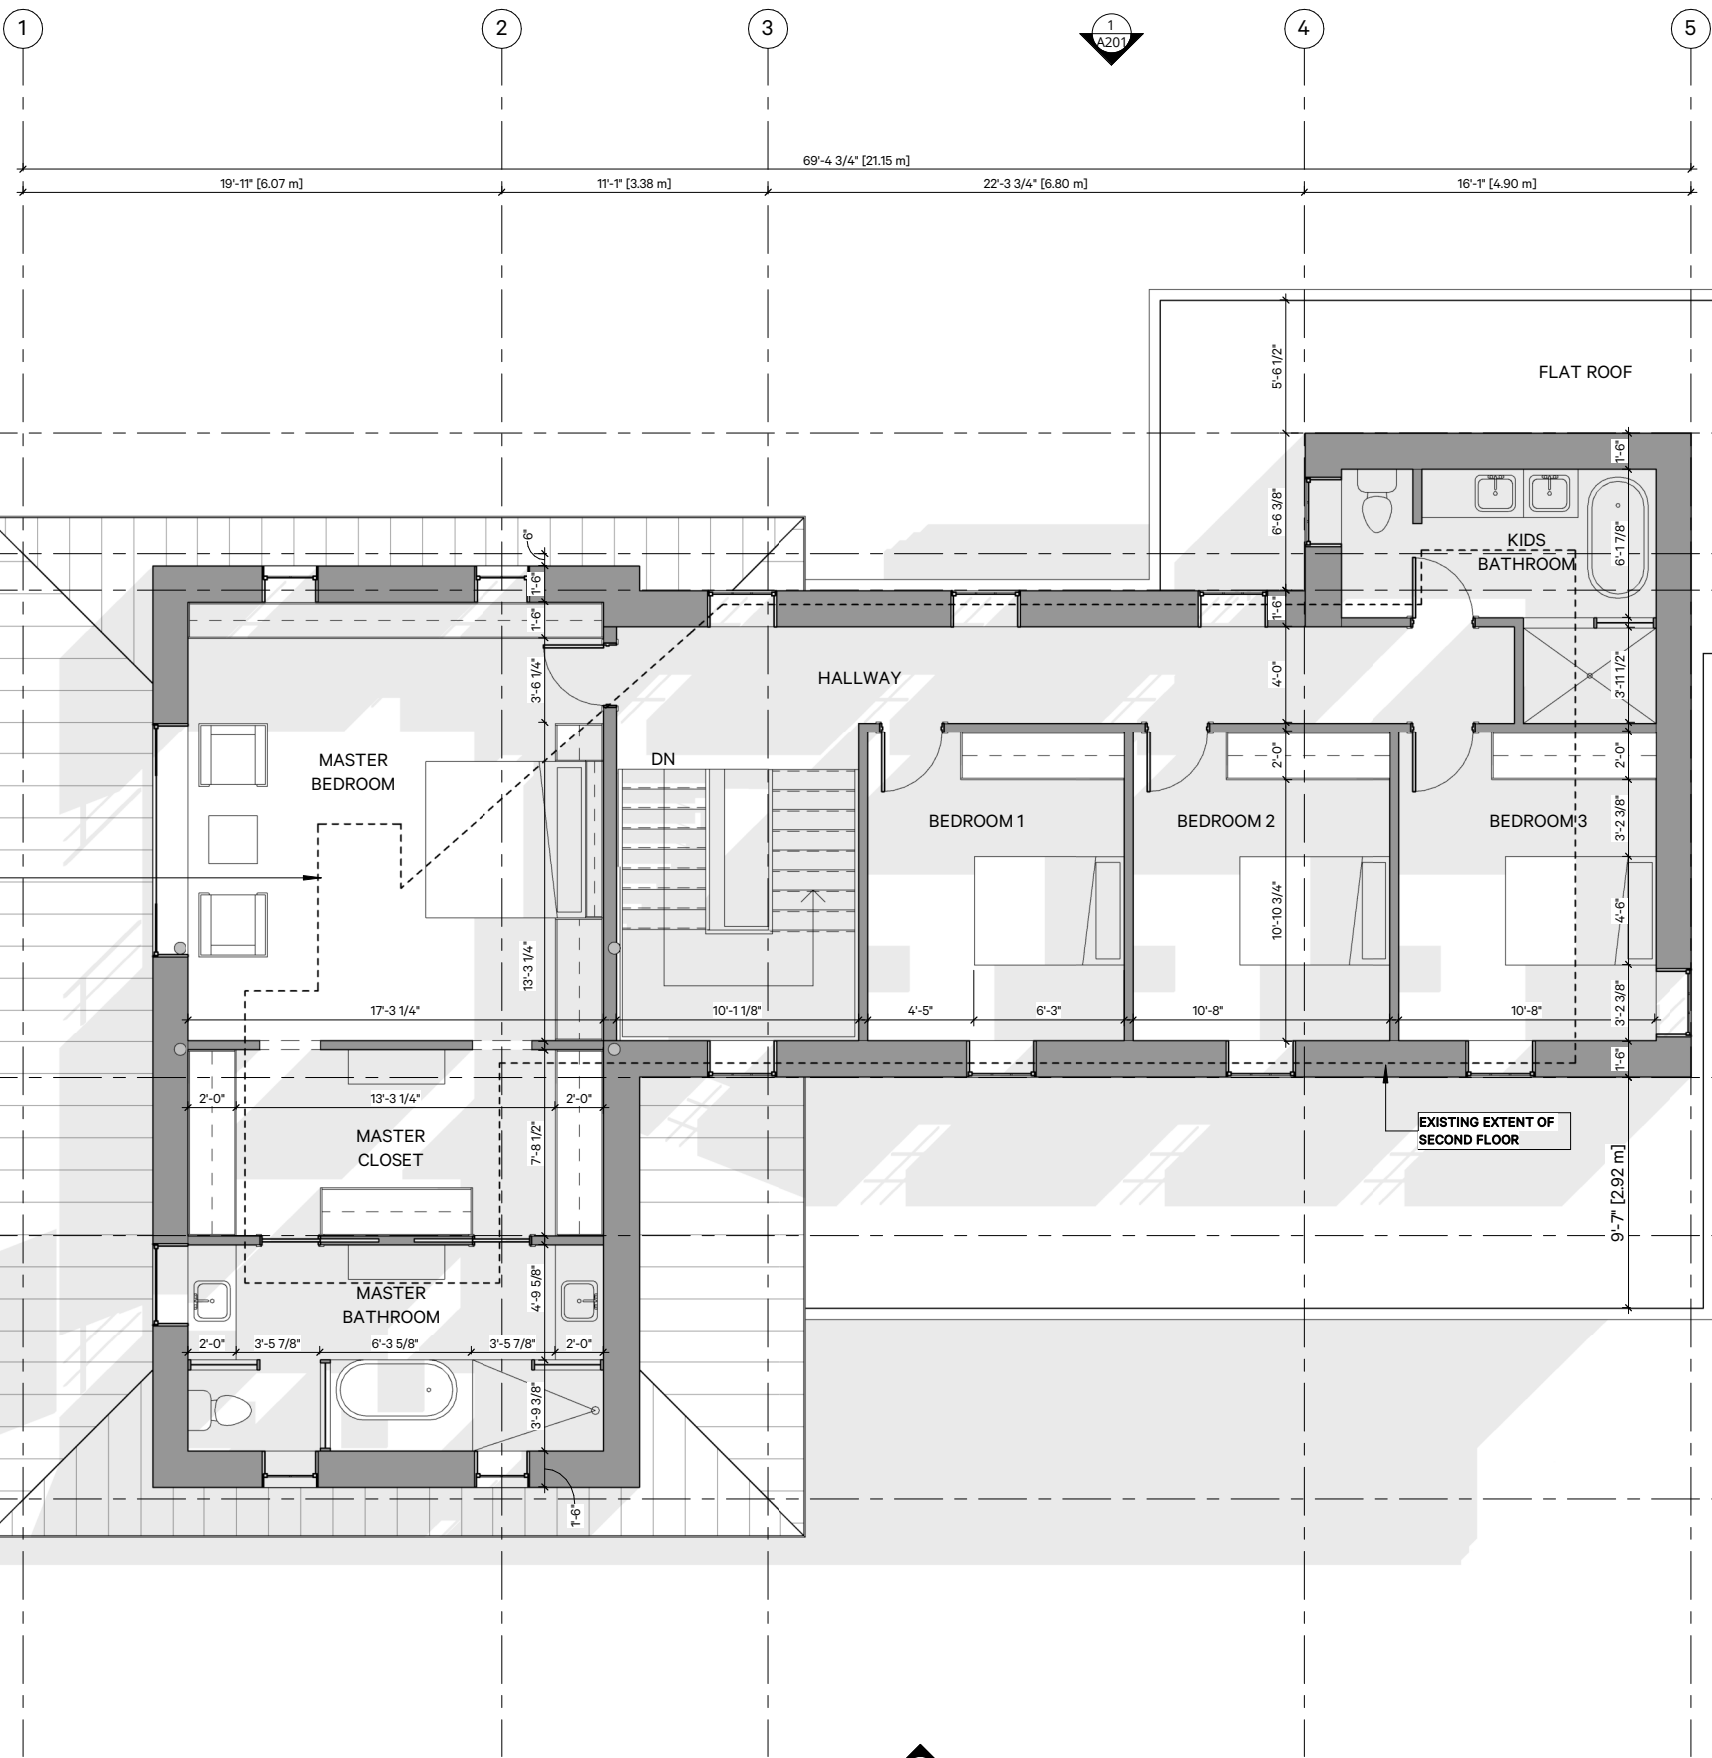 1
2
3
1
A201
4
5
69'-4 3/4" [21.15 m]
19'-11" [6.07 m]
11'-1" [3.38 m]
22'-3 3/4" [6.80 m]
16'-1" [4.90 m]
5'-6 1/2"
FLAT ROOF
1'-6"
6'-6 3/8"
6"
KIDS
BATHROOM
6'-1 7/8"
1'-6"
1'-6"
1'-6"
3'-6 1/4"
HALLWAY
4'-0"
3'-11 1/2"
MASTER
BEDROOM
DN
2'-0"
2'-0"
BEDROOM 1
BEDROOM 2
BEDROOM 3
3'-2 3/8"
10'-10 3/4"
4'-6"
13'-3 1/4"
3'-2 3/8"
17'-3 1/4"
10'-1 1/8"
4'-5"
6'-3"
10'-8"
10'-8"
1'-6"
2'-0"
13'-3 1/4"
2'-0"
EXISTING EXTENT OF
SECOND FLOOR
MASTER
CLOSET
7'-8 1/2"
9'-7" [2.92 m]
4'-9 5/8"
MASTER
BATHROOM
2'-0"
3'-5 7/8"
6'-3 5/8"
3'-5 7/8"
2'-0"
3'-9 3/8"
1'-6"